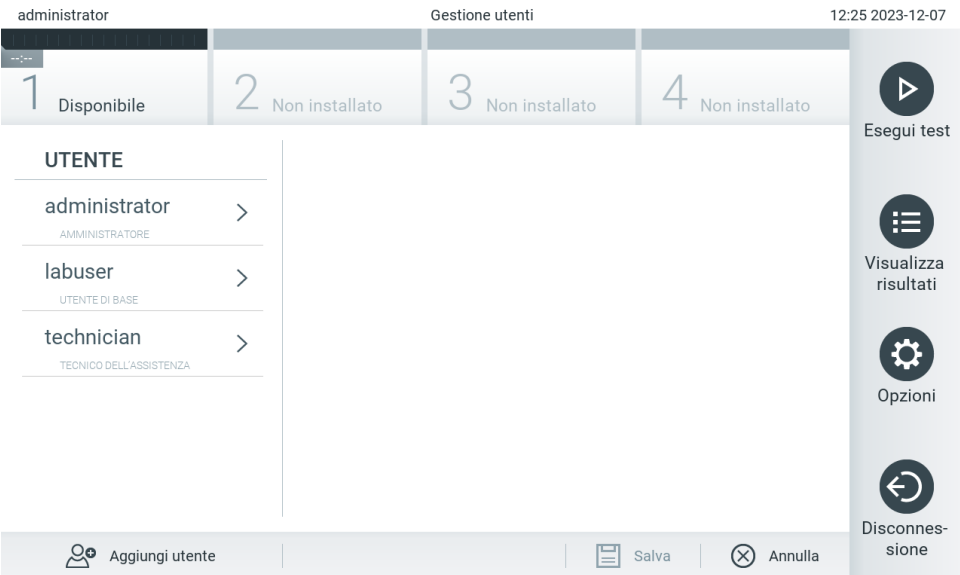 administrator
Gestione utenti
12:25 2023-12-07
--:--
1 Disponibile
2 Non installato
3 Non installato
4 Non installato
Esegui test
Visualizza
risultati
Opzioni
Disconnes-
sione
UTENTE
administrator
AMMINISTRATORE
labuser
UTENTE DI BASE
technician
TECNICO DELL'ASSISTENZA
Aggiungi utente
Salva
Annulla